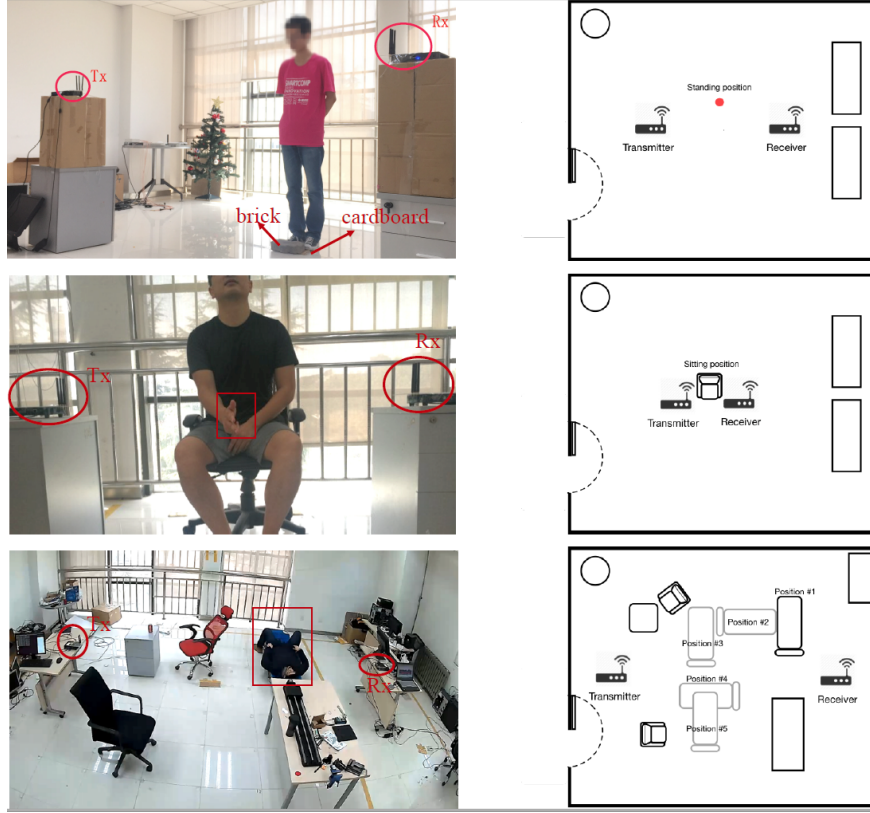 Tx
Rx
SMARTCOMP
brick
cardboard
Standing position
Transmitter
Receiver
Tx
Rx
Sitting position
Transmitter
Receiver
Tx
Rx
Position #1
Position #2
Position #3
Position #4
Position #5
Transmitter
Receiver